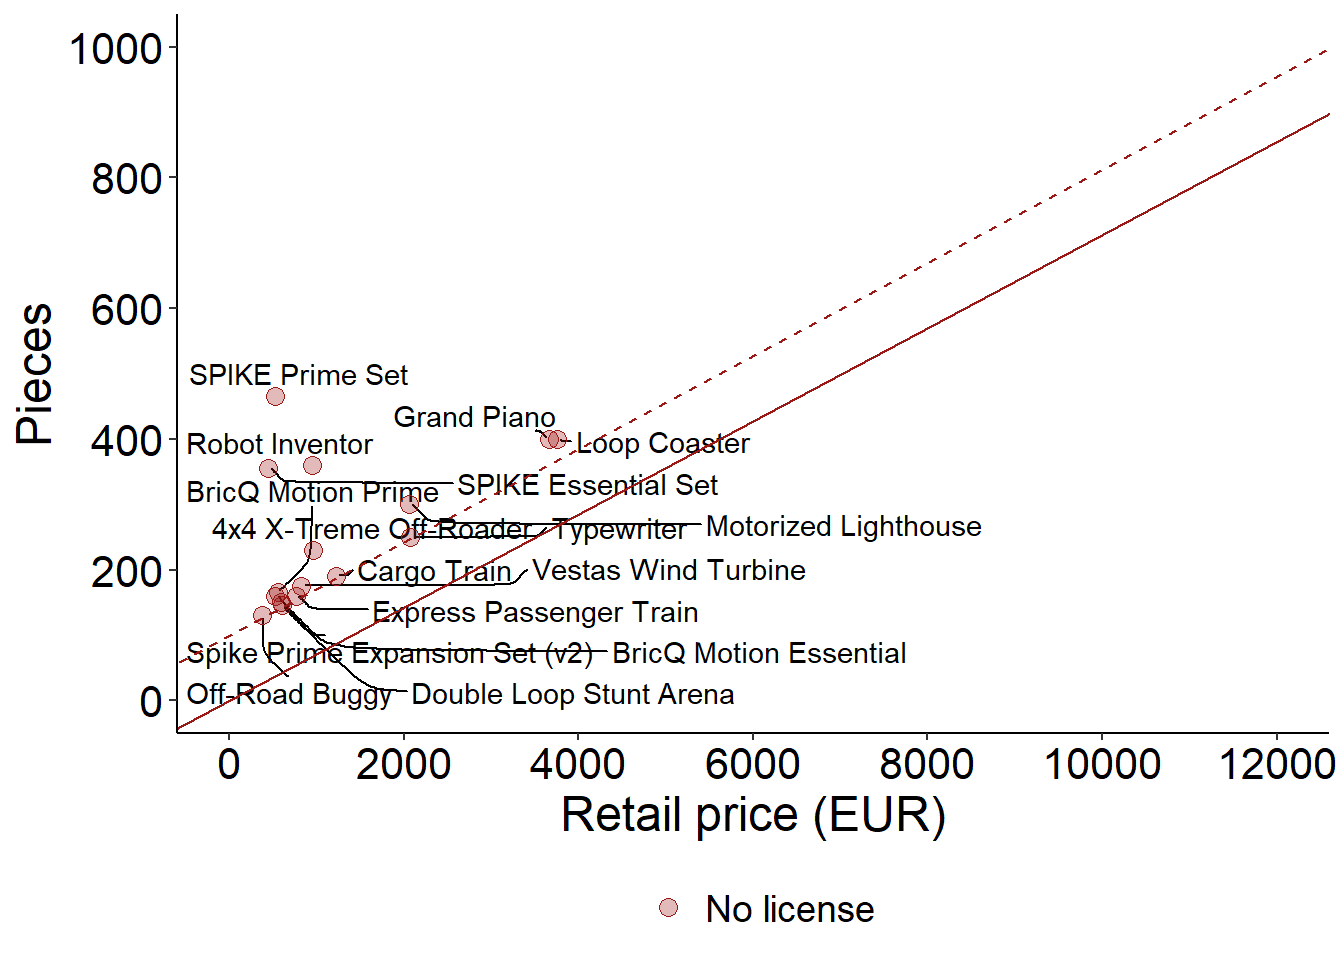 1000
800
600
400
200
0
Pieces
SPIKE Prime Set
Grand Piano
Robot Inventor
Loop Coaster
BricQ Motion Prime
SPIKE Essential Set
4x4 X-Treme Off-Roader
Typewriter
Motorized Lighthouse
Cargo Train
Vestas Wind Turbine
Express Passenger Train
Spike Prime Expansion Set (v2)
BricQ Motion Essential
Off-Road Buggy
Double Loop Stunt Arena
0 2000 4000 6000 8000 10000 12000
Retail price (EUR)
No license